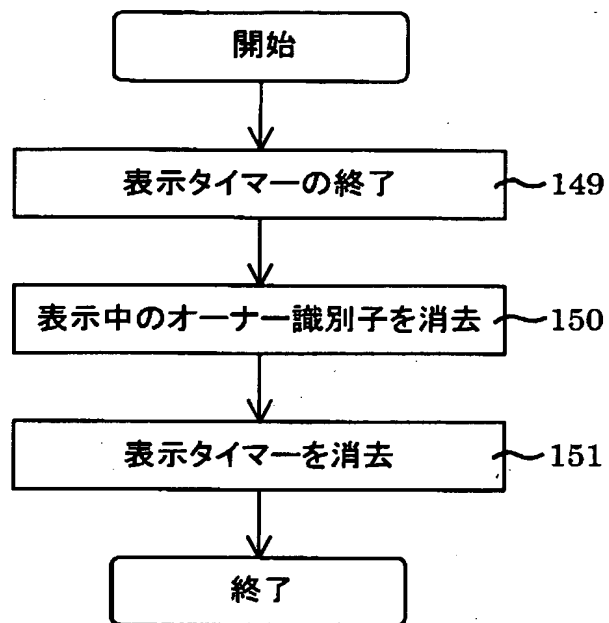 開始
表示タイマーの終了 149
表示中のオーナー識別子を消去 150
表示タイマーを消去 151
終了